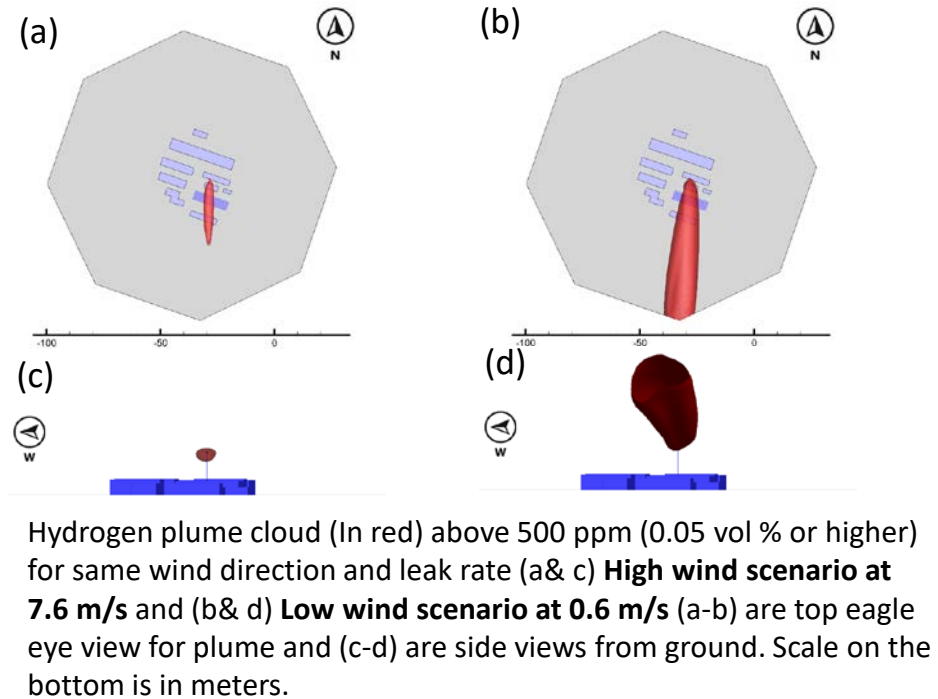 (a)
N
(b)
N
-100 -50 0
-100 -50 0
(c)
W
(d)
W
Hydrogen plume cloud (In red) above 500 ppm (0.05 vol % or higher)
for same wind direction and leak rate (a& c) High wind scenario at
7.6 m/s and (b& d) Low wind scenario at 0.6 m/s (a-b) are top eagle
eye view for plume and (c-d) are side views from ground. Scale on the
bottom is in meters.